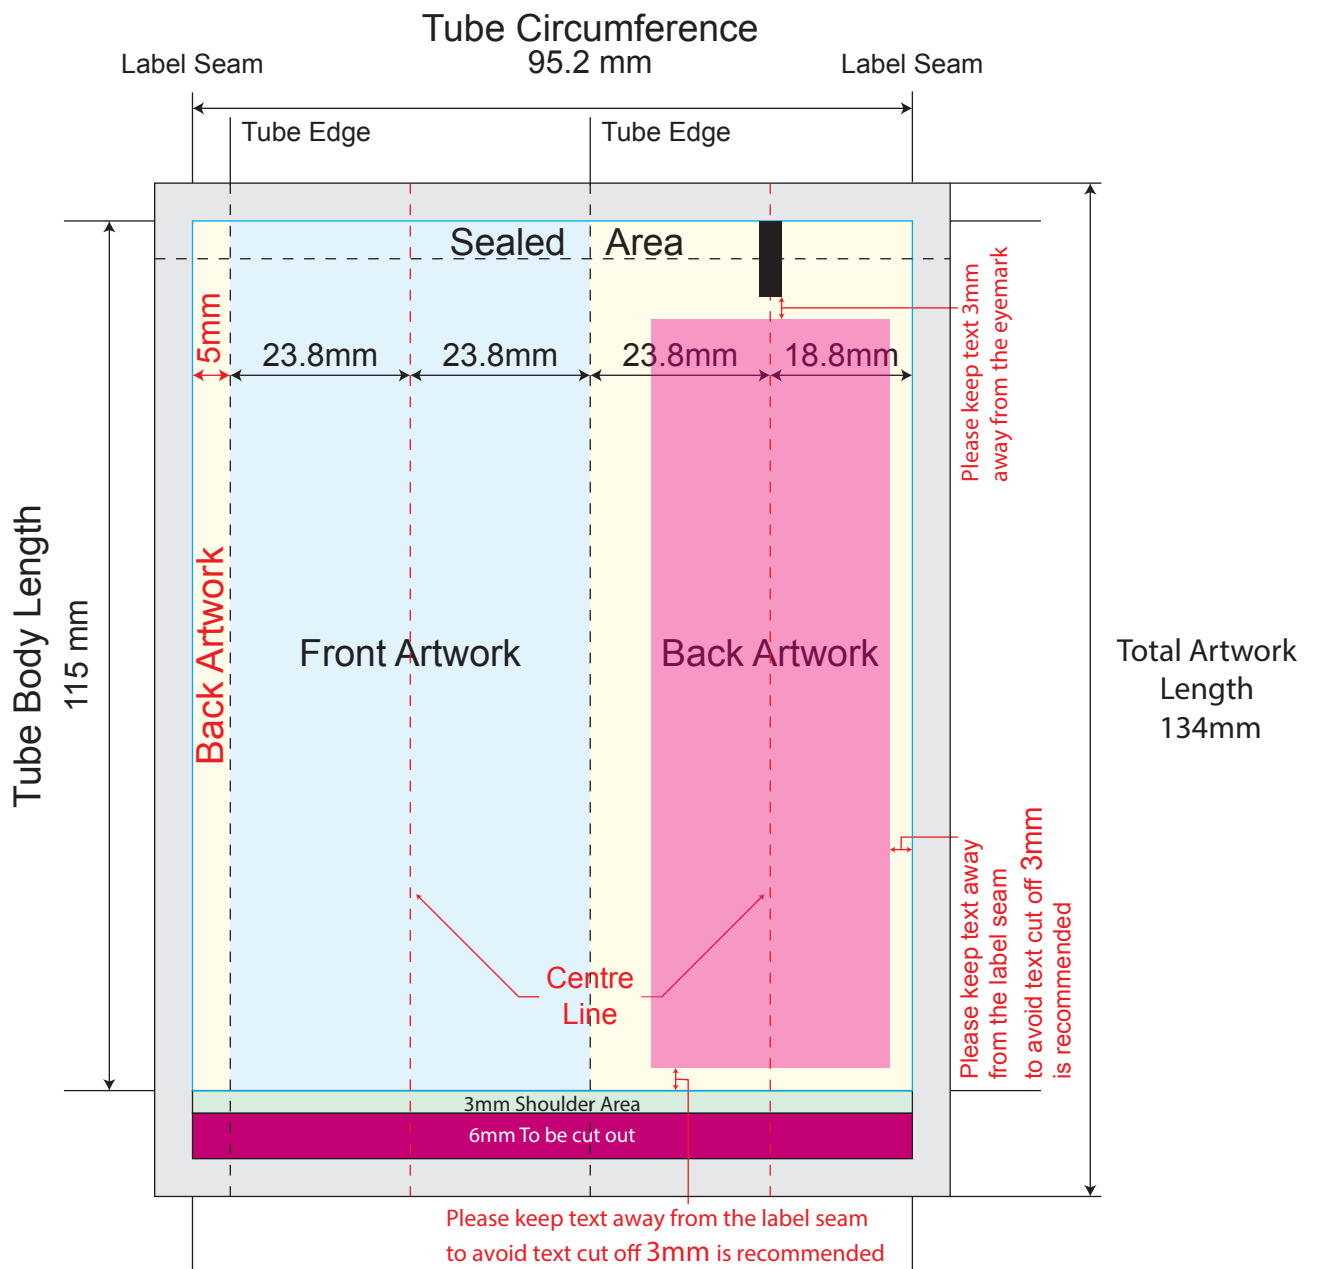 Tube Circumference
95.2 mm
Label Seam
Label Seam
Tube Edge
Tube Edge
Sealed Area
5mm
23.8mm
23.8mm
23.8mm
18.8mm
Please keep text 3mm
away from the eyemark
Tube Body Length
115 mm
Back Artwork
Front Artwork
Back Artwork
Total Artwork
Length
134mm
Please keep text away
from the label seam
to avoid text cut off 3mm
is recommended
Centre
Line
3mm Shoulder Area
6mm To be cut out
Please keep text away from the label seam
to avoid text cut off 3mm is recommended